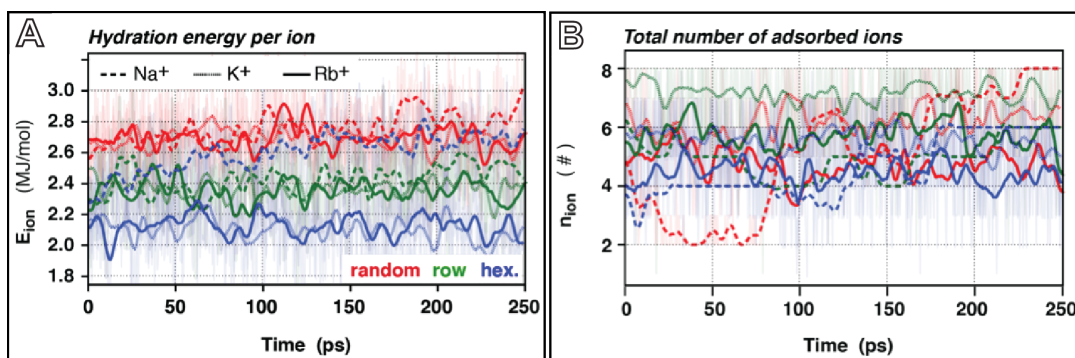 A
Hydration energy per ion
Na+ K+ Rb+
3.0
2.8
2.6
2.4
2.2
2.0
1.8
Eion (MJ/mol)
random row hex.
0 50 100 150 200 250
Time (ps)
B
Total number of adsorbed ions
8
6
4
2
nion (#)
0 50 100 150 200 250
Time (ps)